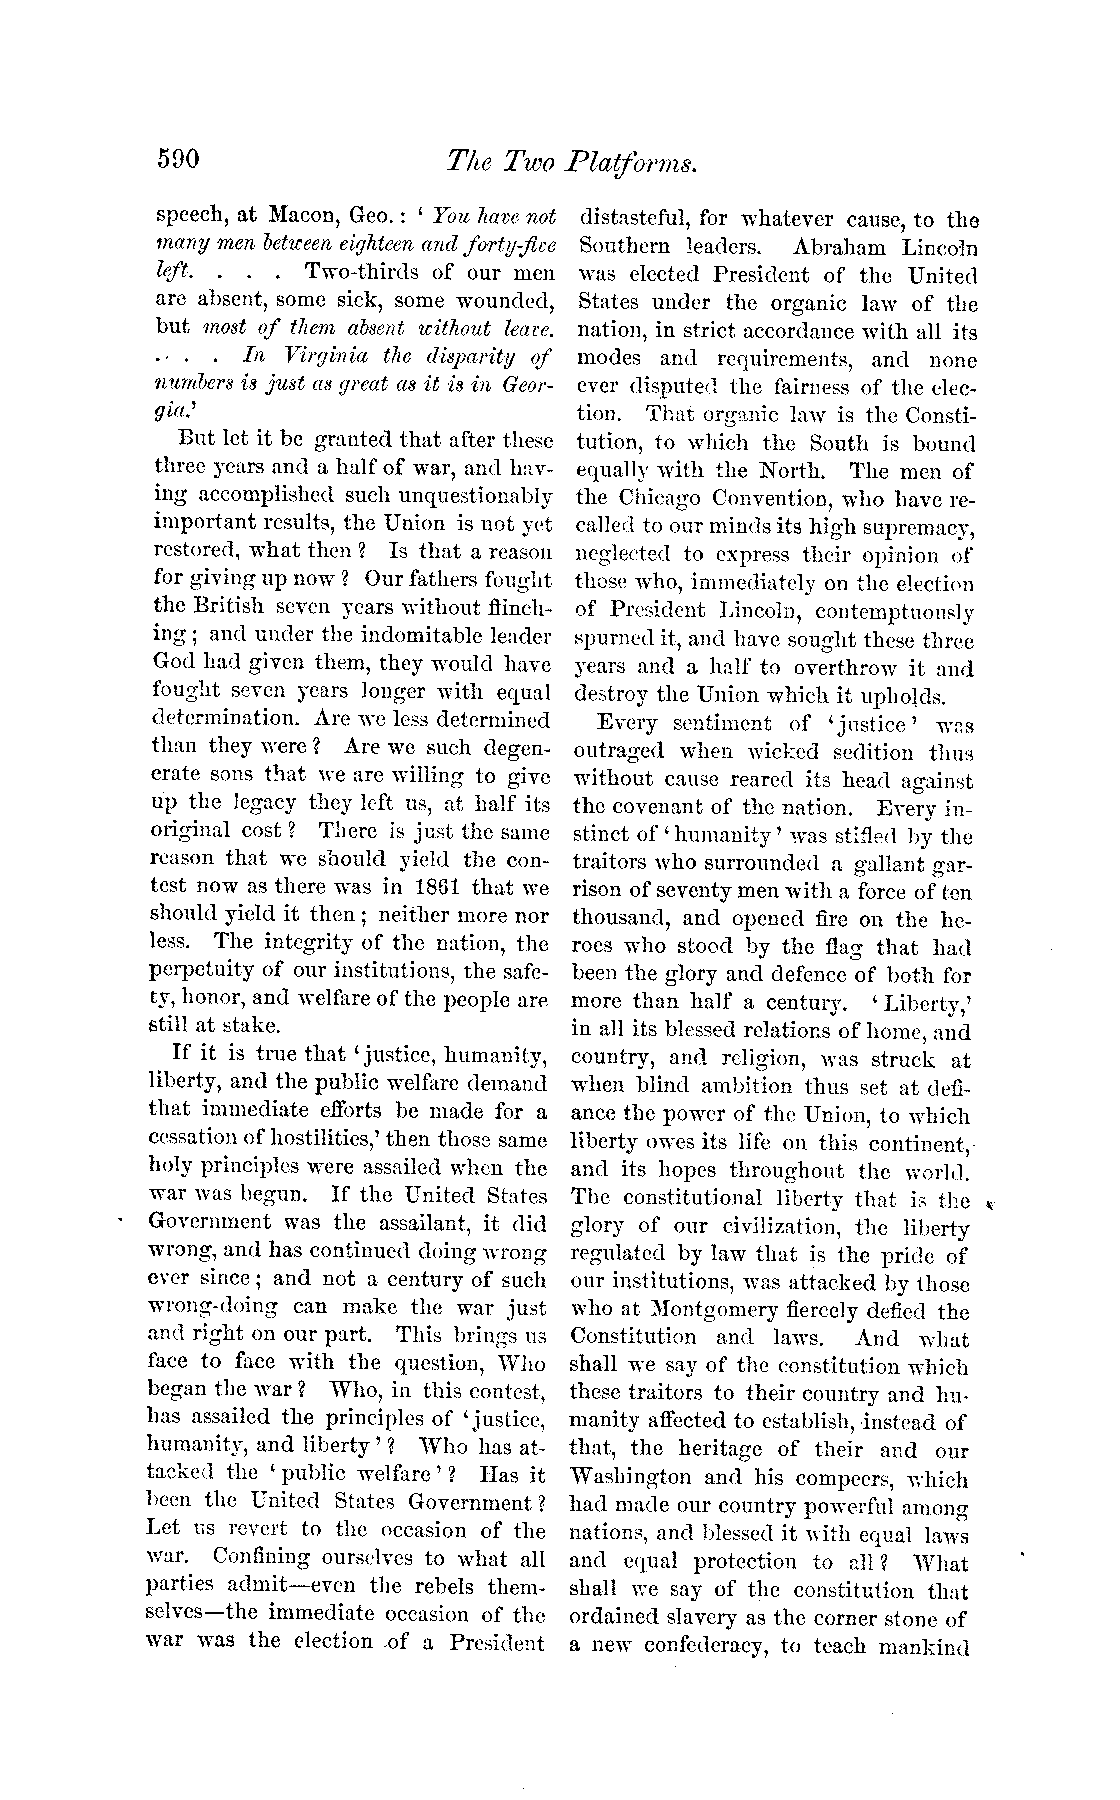 590
The Two Platforms.
speech, at Macon, Geo. : ‘ You have not
many men between eighteen and forty-five
left. . . . Two-thirds of our men
are absent, some sick, some wounded,
but most of them absent without leave.
. . . . In Virginia the disparity of
numbers is just as great as it is in Geor-
gia.’
But let it be granted that after these
three years and a half of war, and hav-
ing accomplished such unquestionably
important results, the Union is not yet
restored, what then ? Is that a reason
for giving up now ? Our fathers fought
the British seven years without flinch-
ing ; and under the indomitable leader
God had given them, they would have
fought seven years longer with equal
determination. Are we less determined
than they were ? Are we such degen-
erate sons that we are willing to give
up the legacy they left us, at half its
original cost ? There is just the same
reason that we should yield the con-
test now as there was in 1861 that we
should yield it then ; neither more nor
less. The integrity of the nation, the
perpetuity of our institutions, the safe-
ty, honor, and welfare of the people are
still at stake.
If it is true that ‘justice, humanity,
liberty, and the public welfare demand
that immediate efforts be made for a
cessation of hostilities,’ then those same
holy principles were assailed when the
war was begun. If the United States
Government was the assailant, it did
wrong, and has continued doing wrong
ever since ; and not a century of such
wrong-doing can make the war just
and right on our part. This brings us
face to face with the question, Who
began the war ? Who, in this contest,
has assailed the principles of ‘justice,
humanity, and liberty’ ? Who has at-
tacked the ‘public welfare’ ? Has it
been the United States Government ?
Let us revert to the occasion of the
war. Confining ourselves to what all
parties admit—even the rebels them-
selves—the immediate occasion of the
war was the election of a President
distasteful, for whatever cause, to the
Southern leaders. Abraham Lincoln
was elected President of the United
States under the organic law of the
nation, in strict accordance with all its
modes and requirements, and none
ever disputed the fairness of the elec-
tion. That organic law is the Consti-
tution, to which the South is bound
equally with the North. The men of
the Chicago Convention, who have re-
called to our minds its high supremacy,
neglected to express their opinion of
those who, immediately on the election
of President Lincoln, contemptuously
spurned it, and have sought these three
years and a half to overthrow it and
destroy the Union which it upholds.
Every sentiment of ‘justice’ was
outraged when wicked sedition thus
without cause reared its head against
the covenant of the nation. Every in-
stinct of ‘humanity’ was stifled by the
traitors who surrounded a gallant gar-
rison of seventy men with a force of ten
thousand, and opened fire on the he-
roes who stood by the flag that had
been the glory and defence of both for
more than half a century. ‘Liberty,’
in all its blessed relations of home, and
country, and religion, was struck at
when blind ambition thus set at defi-
ance the power of the Union, to which
liberty owes its life on this continent,
and its hopes throughout the world.
The constitutional liberty that is the
glory of our civilization, the liberty
regulated by law that is the pride of
our institutions, was attacked by those
who at Montgomery fiercely defied the
Constitution and laws. And what
shall we say of the constitution which
these traitors to their country and hu-
manity affected to establish, instead of
that, the heritage of their and our
Washington and his compeers, which
had made our country powerful among
nations, and blessed it with equal laws
and equal protection to all ? What
shall we say of the constitution that
ordained slavery as the corner stone of
a new confederacy, to teach mankind